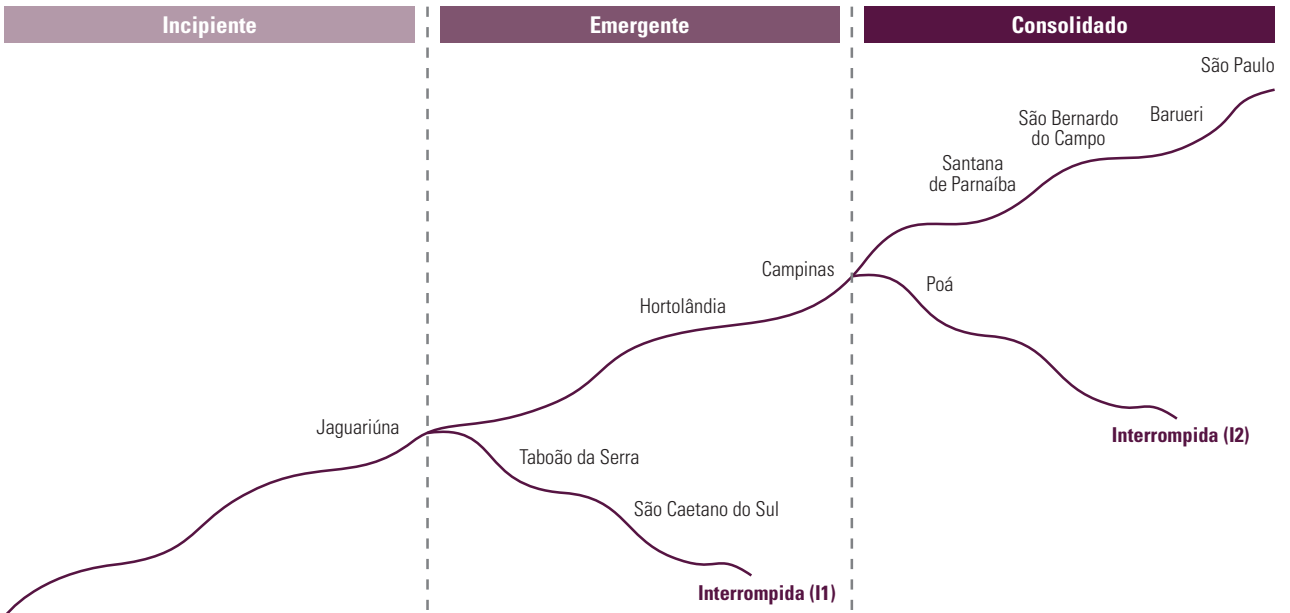 Incipiente
Emergente
Consolidado
São Paulo
São Bernardo
do Campo
Barueri
Santana
de Parnaíba
Campinas
Poá
Hortolândia
Jaguariúna
Interrompida (I2)
Taboão da Serra
São Caetano do Sul
Interrompida (I1)